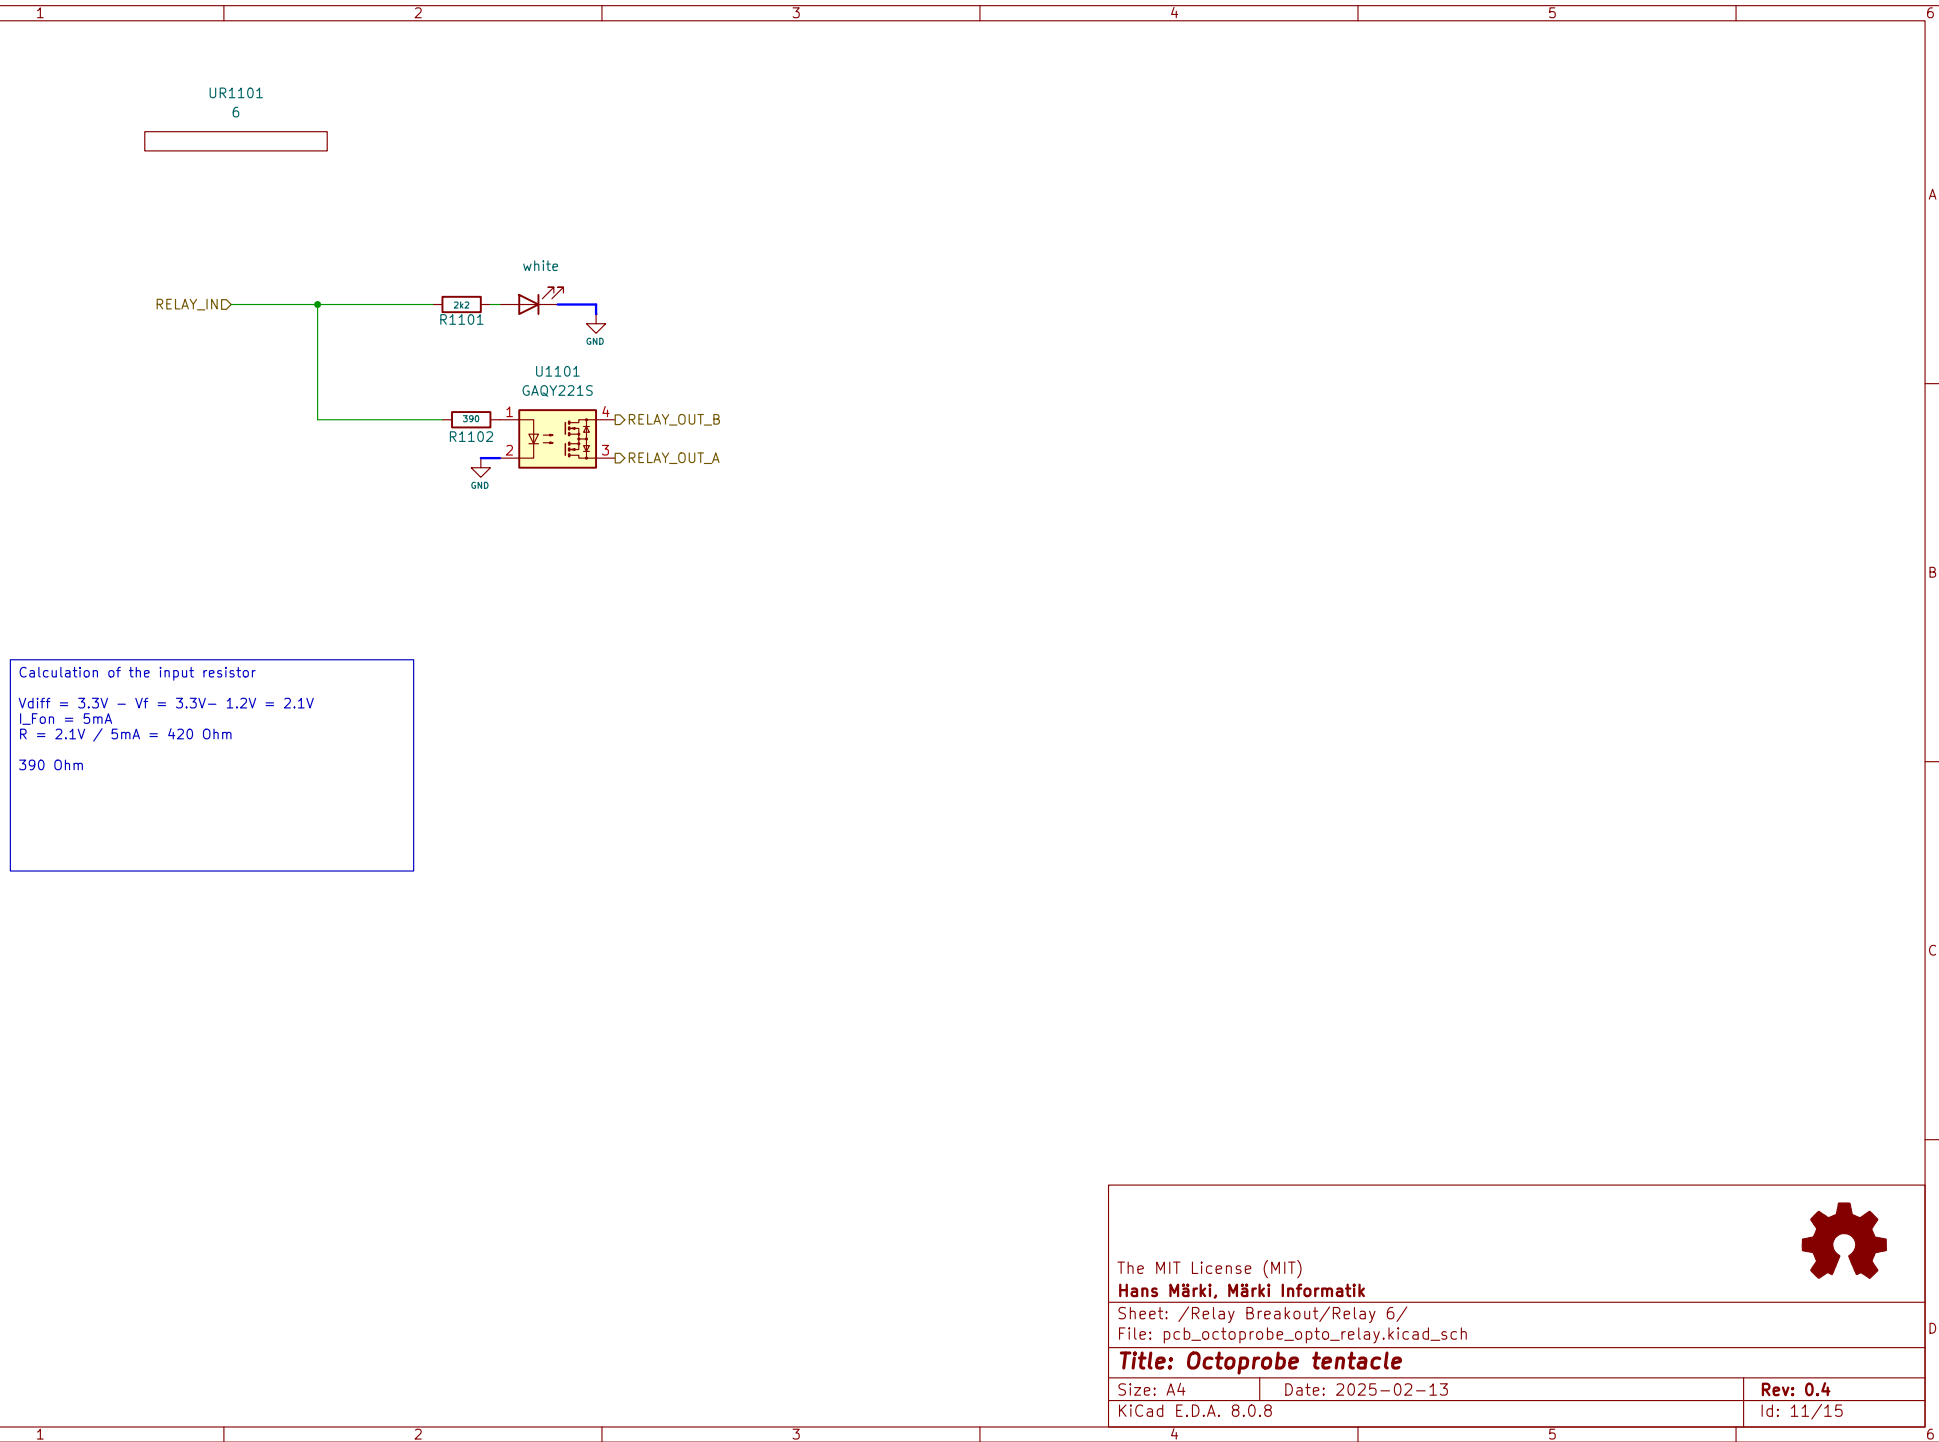 1 2 3 4 5 6
UR1101
6
A
white
RELAY_IN
2k2
R1101
GND
U1101
GAQY221S
390
1
4
RELAY_OUT_B
R1102
2
3
RELAY_OUT_A
GND
B
Calculation of the input resistor
Vdiff = 3.3V - Vf = 3.3V- 1.2V = 2.1V
I_Fon = 5mA
R = 2.1V / 5mA = 420 Ohm
390 Ohm
C
The MIT License (MIT)
Hans Märki, Märki Informatik
Sheet: /Relay Breakout/Relay 6/
File: pcb_octoprobe_opto_relay.kicad_sch
D
Title: Octoprobe tentacle
Size: A4 Date: 2025-02-13 Rev: 0.4
KiCad E.D.A. 8.0.8 Id: 11/15
1 2 3 4 5 6